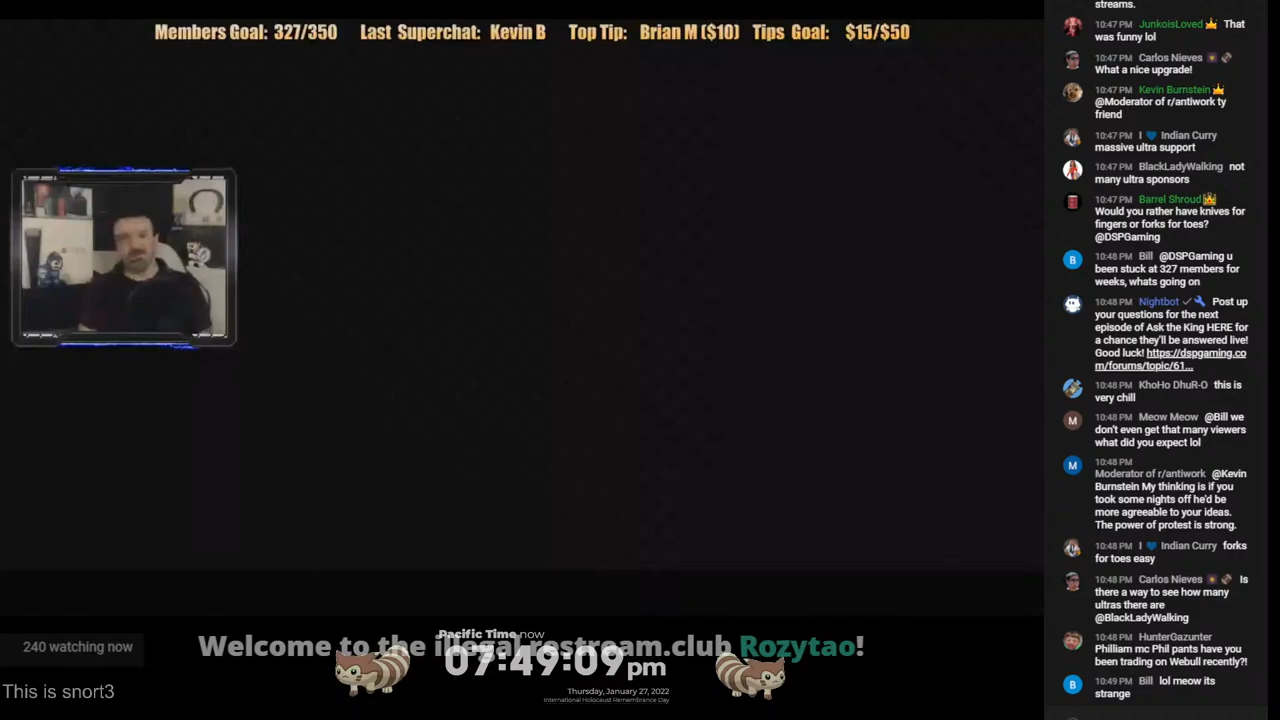 Members Goal: 327/350 Last Superchat: Kevin B Top Tip: Brian M ($10) Tips Goal: $15/$50
streams.
10:47 PM JunkoisLoved That
was funny lol
10:47 PM Carlos Nieves
What a nice upgrade!
10:47 PM Kevin Burnstein
@Moderator of r/antiwork ty
friend
10:47 PM I 💙 Indian Curry
massive ultra support
10:47 PM BlackLadyWalking not
many ultra sponsors
10:47 PM Barrel Shroud
Would you rather have knives for
fingers or forks for toes?
@DSPGaming
10:48 PM Bill @DSPGaming u
been stuck at 327 members for
weeks, whats going on
10:48 PM Nightbot Post up
your questions for the next
episode of Ask the King HERE for
a chance they'll be answered live!
Good luck! https://dspgaming.co
m/forums/topic/61...
10:48 PM KhoHo DhuR-O this is
very chill
10:48 PM Meow Meow @Bill we
don't even get that many viewers
what did you expect lol
10:48 PM
Moderator of r/antiwork @Kevin
Burnstein My thinking is if you
took some nights off he'd be
more agreeable to your ideas.
The power of protest is strong.
10:48 PM I 💙 Indian Curry forks
for toes easy
10:48 PM Carlos Nieves Is
there a way to see how many
ultras there are
@BlackLadyWalking
10:48 PM HunterGazunter
Philliam mc Phil pants have you
been trading on Webull recently?!
10:49 PM Bill lol meow its
strange
240 watching now
Welcome to the illegal restream.club Rozytao!
Pacific Time now
07:49:09pm
Thursday, January 27, 2022
International Holocaust Remembrance Day
This is snort3